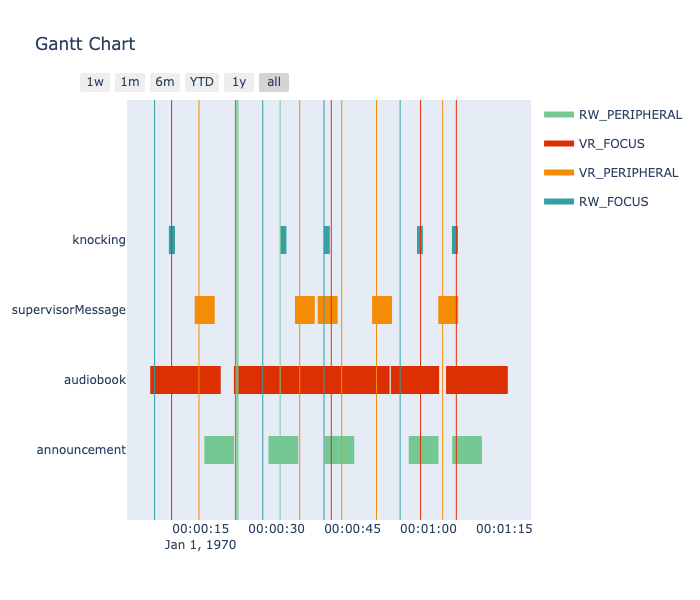 Gantt Chart
1w 1m 6m YTD 1y all
RW_PERIPHERAL
VR_FOCUS
VR_PERIPHERAL
RW_FOCUS
knocking
supervisorMessage
audiobook
announcement
00:00:15 00:00:30 00:00:45 00:01:00 00:01:15
Jan 1, 1970